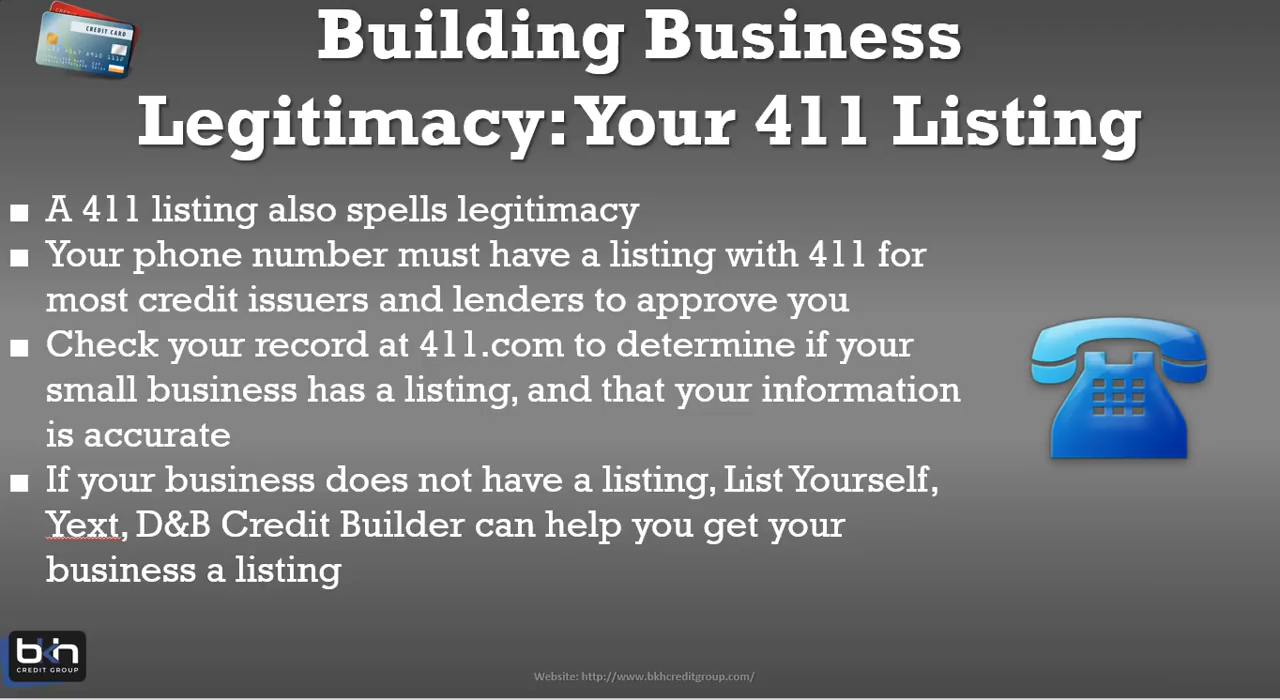 CREDIT CARD
Building Business
Legitimacy: Your 411 Listing
■ A 411 listing also spells legitimacy
■ Your phone number must have a listing with 411 for
most credit issuers and lenders to approve you
■ Check your record at 411.com to determine if your
small business has a listing, and that your information
is accurate
■ If your business does not have a listing, List Yourself,
Yext, D&B Credit Builder can help you get your
business a listing
bkh
CREDIT GROUP
Website: http://www.bkhcreditgroup.com/